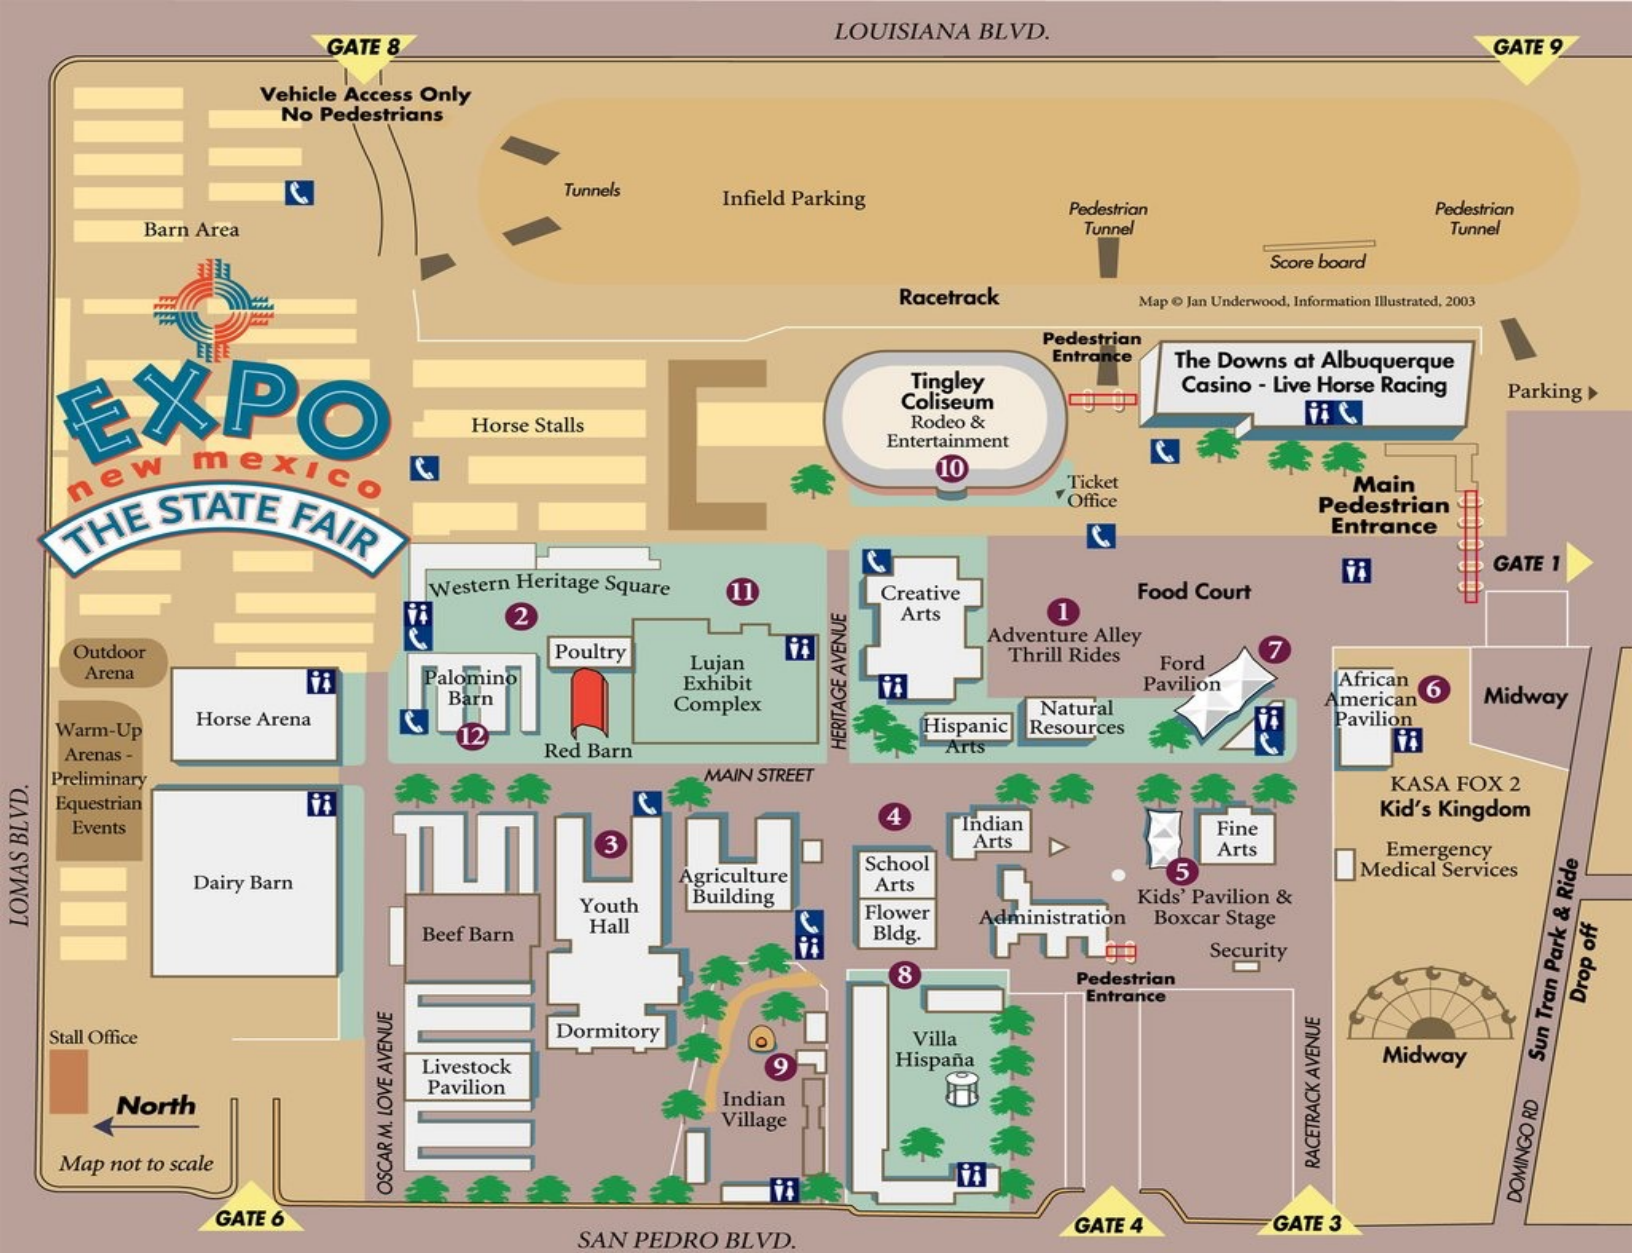 LOUISIANA BLVD.
GATE 8
GATE 9
Vehicle Access Only
No Pedestrians
Tunnels
Infield Parking
Pedestrian
Tunnel
Pedestrian
Tunnel
Barn Area
Score board
Racetrack
Map © Jan Underwood, Information Illustrated, 2003
EXPO
new mexico
THE STATE FAIR
Pedestrian
Entrance
The Downs at Albuquerque
Casino - Live Horse Racing
Parking
Tingley
Coliseum
Rodeo &
Entertainment
10
Horse Stalls
Ticket
Office
Main
Pedestrian
Entrance
GATE 1
Western Heritage Square
2
11
Creative
Arts
Food Court
1
Adventure Alley
Thrill Rides
HERITAGE AVENUE
Outdoor
Arena
Horse Arena
Palomino
Barn
12
Poultry
Red Barn
Lujan
Exhibit
Complex
Hispanic
Arts
Natural
Resources
Ford
Pavilion
7
African
American
Pavilion
6
Midway
Warm-Up
Arenas -
Preliminary
Equestrian
Events
MAIN STREET
KASA FOX 2
Kid's Kingdom
Emergency
Medical Services
LOMAS BLVD.
Dairy Barn
3
Youth
Hall
Agriculture
Building
4
School
Arts
Flower
Bldg.
Indian
Arts
Fine
Arts
5
Kids' Pavilion &
Boxcar Stage
Administration
Security
Beef Barn
Pedestrian
Entrance
8
Sun Tran Park & Ride
Drop off
Stall Office
Dormitory
Livestock
Pavilion
9
Indian
Village
Villa
Hispaña
Midway
OSCAR M. LOVE AVENUE
RACETRACK AVENUE
DOMINGO RD
North
Map not to scale
GATE 6
GATE 4
GATE 3
SAN PEDRO BLVD.